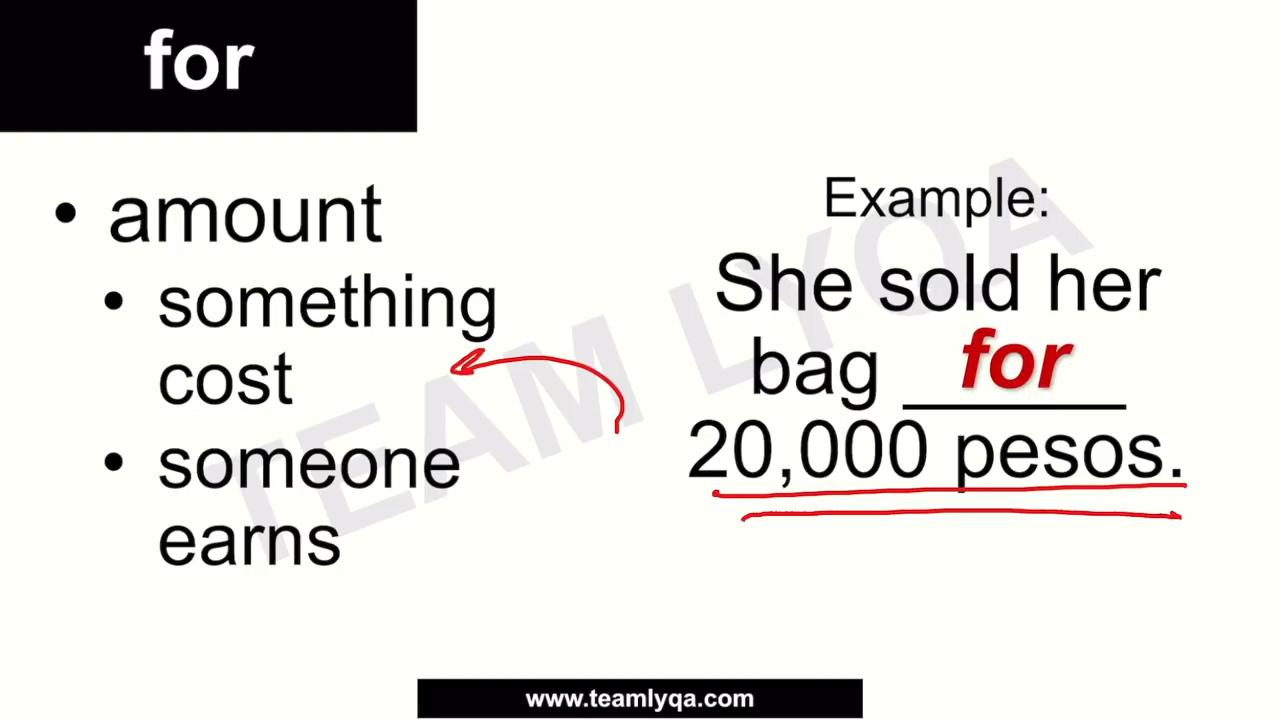 for
• amount
• something
cost
• someone
earns
Example:
She sold her
bag for
20,000 pesos.
TEAM LYQA
www.teamlyqa.com